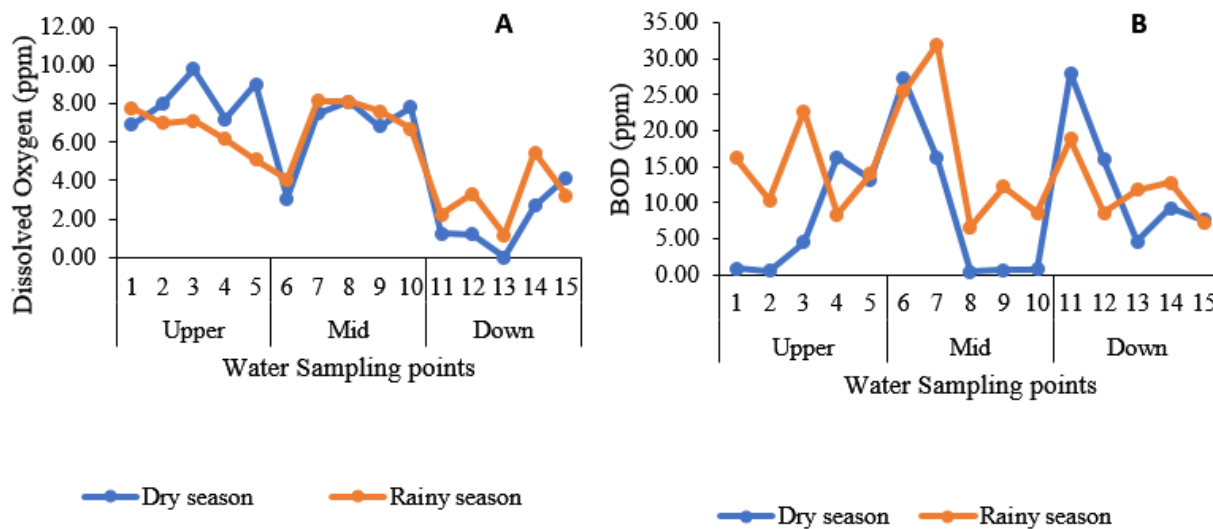 A
Dissolved Oxygen (ppm)
12.00
10.00
8.00
6.00
4.00
2.00
0.00
1 2 3 4 5 6 7 8 9 10 11 12 13 14 15
Upper Mid Down
Water Sampling points
Dry season Rainy season
B
BOD (ppm)
35.00
30.00
25.00
20.00
15.00
10.00
5.00
0.00
1 2 3 4 5 6 7 8 9 10 11 12 13 14 15
Upper Mid Down
Water Sampling points
Dry season Rainy season